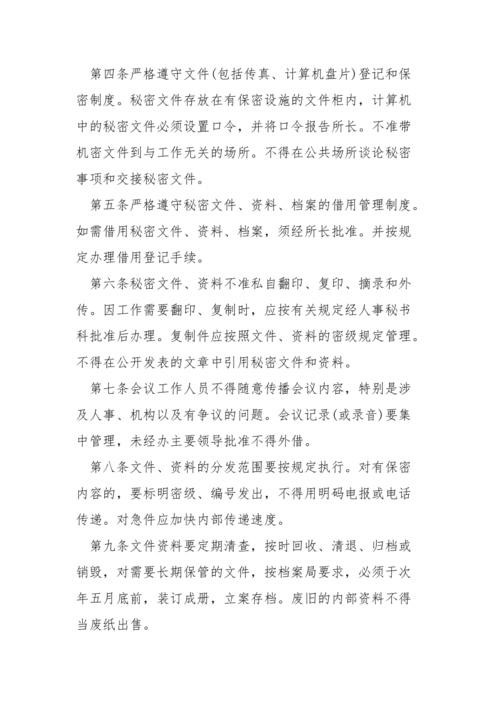 第四条严格遵守文件(包括传真、计算机盘片)登记和保
密制度。秘密文件存放在有保密设施的文件柜内，计算机
中的秘密文件必须设置口令，并将口令报告所长。不准带
机密文件到与工作无关的场所。不得在公共场所谈论秘密
事项和交接秘密文件。
第五条严格遵守秘密文件、资料、档案的借用管理制度。
如需借用秘密文件、资料、档案，须经所长批准。并按规
定办理借用登记手续。
第六条秘密文件、资料不准私自翻印、复印、摘录和外
传。因工作需要翻印、复制时，应按有关规定经人事秘书
科批准后办理。复制件应按照文件、资料的密级规定管理。
不得在公开发表的文章中引用秘密文件和资料。
第七条会议工作人员不得随意传播会议内容，特别是涉
及人事、机构以及有争议的问题。会议记录(或录音)要集
中管理，未经办主要领导批准不得外借。
第八条文件、资料的分发范围要按规定执行。对有保密
内容的，要标明密级、编号发出，不得用明码电报或电话
传递。对急件应加快内部传递速度。
第九条文件资料要定期清查，按时回收、清退、归档或
销毁，对需要长期保管的文件，按档案局要求，必须于次
年五月底前，装订成册，立案存档。废旧的内部资料不得
当废纸出售。